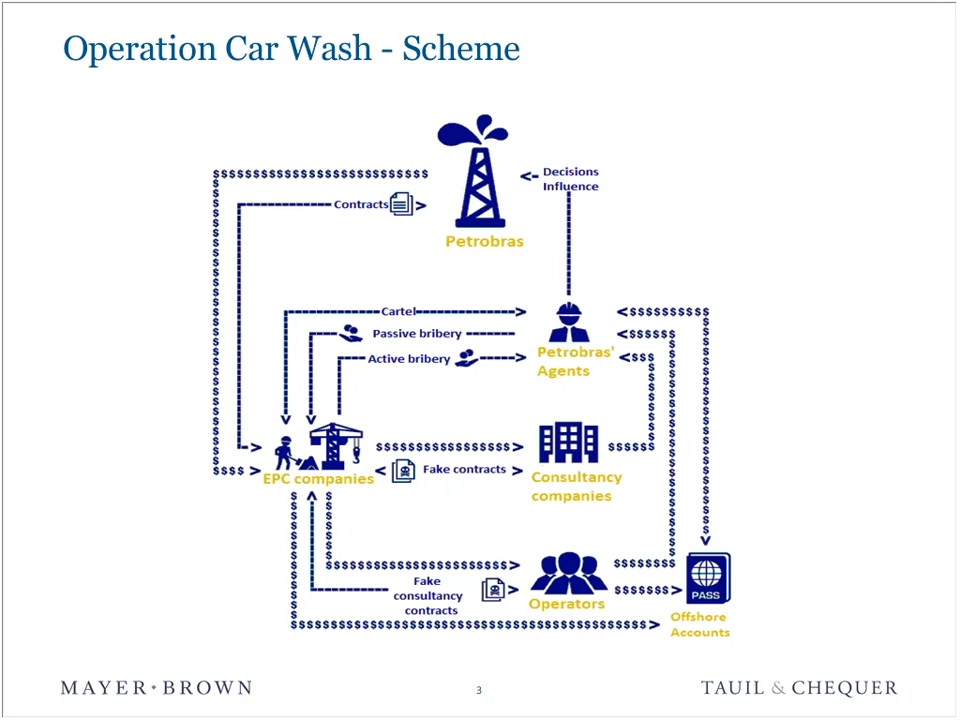 Operation Car Wash - Scheme
$$$$$$$$$$$$$$$$$$$$$$$$$$$
Decisions
Influence
Contracts
Petrobras
Cartel
$$$$$$$$$$
Passive bribery
$$$$$$
Active bribery
$$$
Petrobras'
Agents
$$$$$$$$$$$$$$$$$
$$$$$$
Fake contracts
$$$$
EPC companies
Consultancy
companies
$$$$$$$$$$$$$$$$$$$$$$$
$$$$$$$$
Fake
consultancy
contracts
$$$$$$$
PASS
Operators
Offshore
Accounts
$$$$$$$$$$$$$$$$$$$$$$$$$$$$$$$$$$$$$$$$$$$$$
MAYER•BROWN
3
TAUIL & CHEQUER